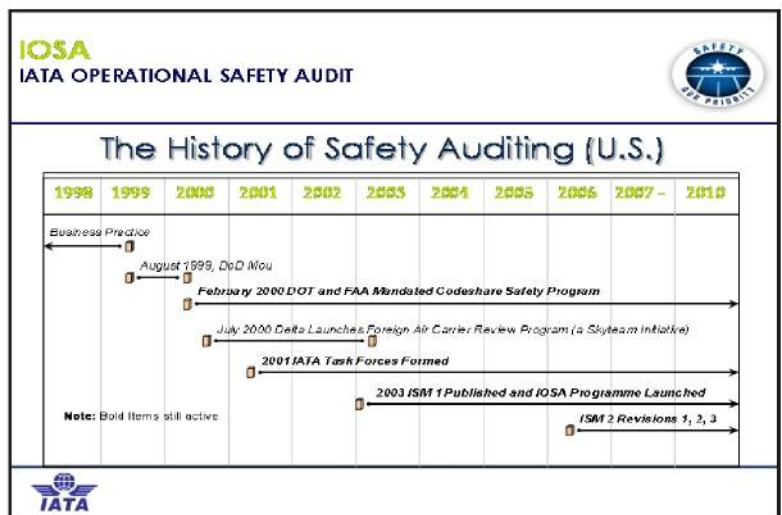 IOSA
IATA OPERATIONAL SAFETY AUDIT
SAFETY
OUR PRIORITY
The History of Safety Auditing (U.S.)
1998 1999 2000 2001 2002 2003 2004 2005 2006 2007 - 2010
Business Practice
August 1999, DoD Mou
February 2000 DOT and FAA Mandated Codeshare Safety Program
July 2000 Delta Launches Foreign Air Carrier Review Program (a Skyteam Initiative)
2001 IATA Task Forces Formed
2003 ISM 1 Published and IOSA Programme Launched
Note: Bold Items still active
ISM 2 Revisions 1, 2, 3
IATA